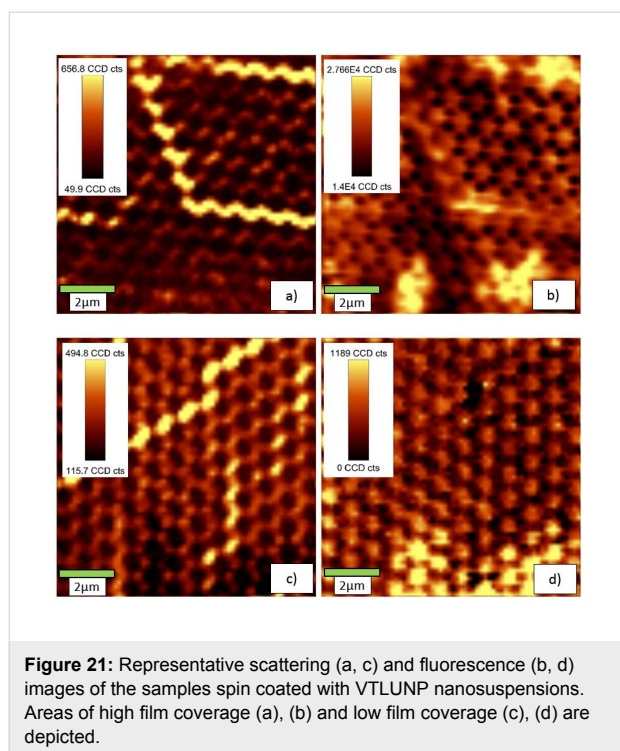 656.8 CCD cts
49.9 CCD cts
2μm
a)
2.766E4 CCD cts
1.4E4 CCD cts
2μm
b)
494.8 CCD cts
115.7 CCD cts
2μm
c)
1189 CCD cts
0 CCD cts
2μm
d)
Figure 21: Representative scattering (a, c) and fluorescence (b, d)
images of the samples spin coated with VTLUNP nanosuspensions.
Areas of high film coverage (a), (b) and low film coverage (c), (d) are
depicted.